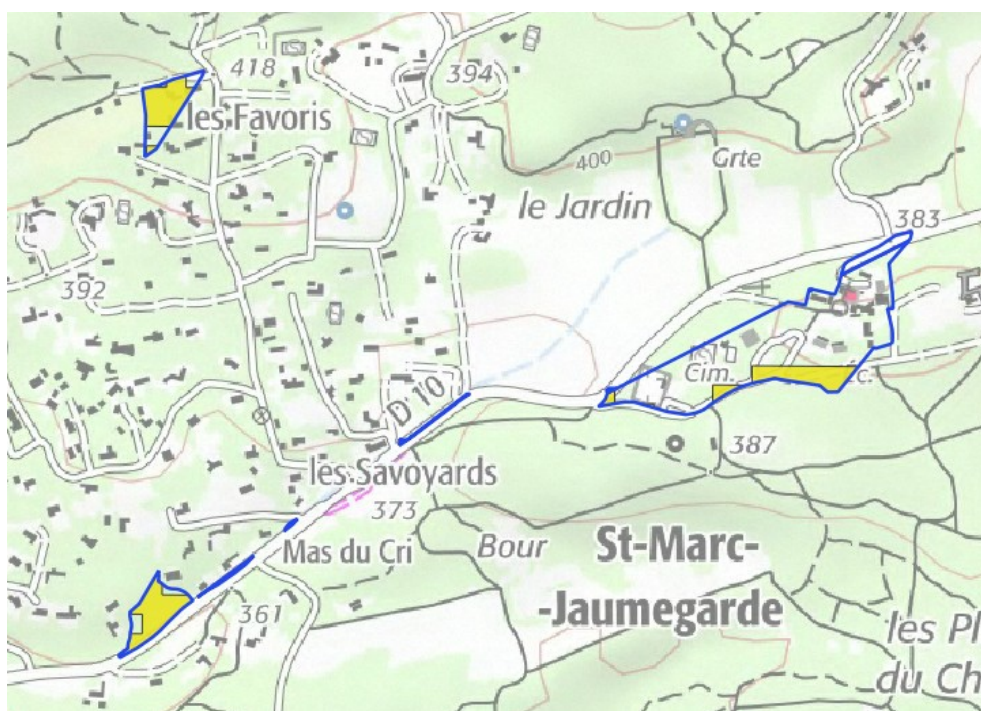 418
394
les Favoris
400
Grte
le Jardin
383
392
Cim.
c.
D 10
387
les Savoyards
373
Bour
St-Marc-
-Jaumegarde
Mas du Cri
361
les Pl
du Ch